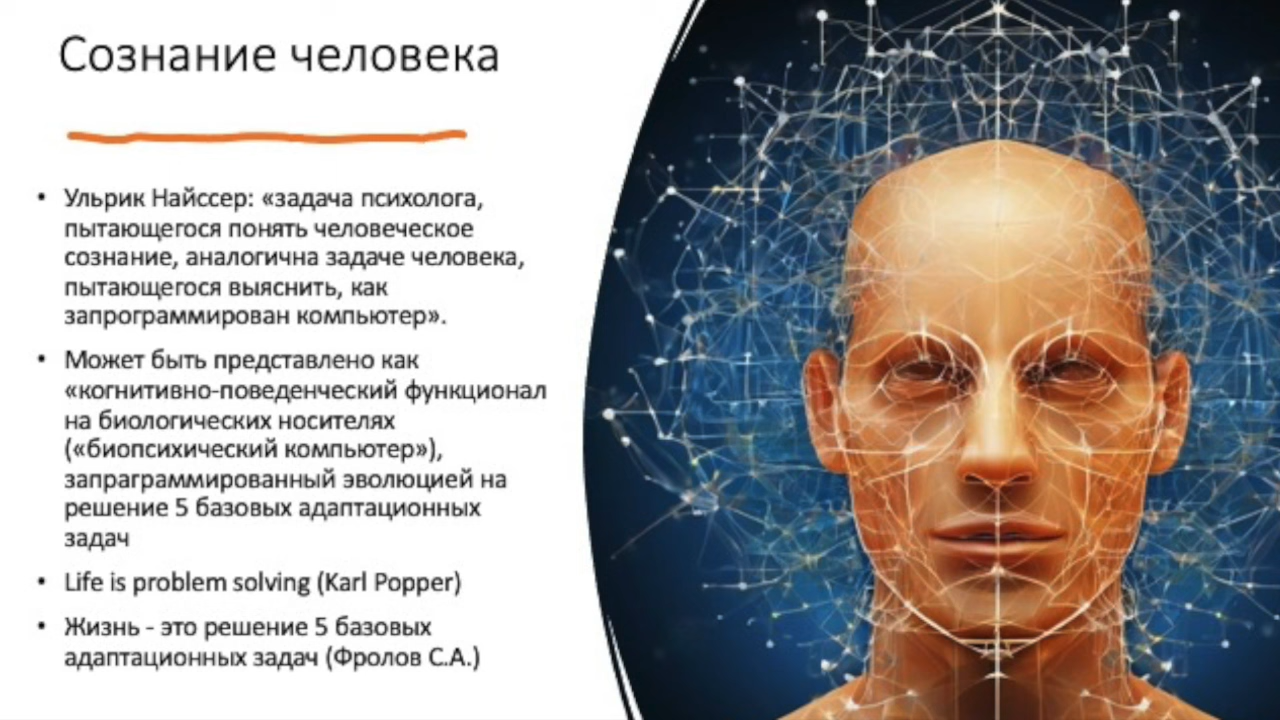 Сознание человека
• Ульрик Найссер: «задача психолога,
пытающегося понять человеческое
сознание, аналогична задаче человека,
пытающегося выяснить, как
запрограммирован компьютер».
• Может быть представлено как
«когнитивно-поведенческий функционал
на биологических носителях
(«биопсихический компьютер»),
запраграммированный эволюцией на
решение 5 базовых адаптационных
задач
• Life is problem solving (Karl Popper)
• Жизнь - это решение 5 базовых
адаптационных задач (Фролов С.А.)